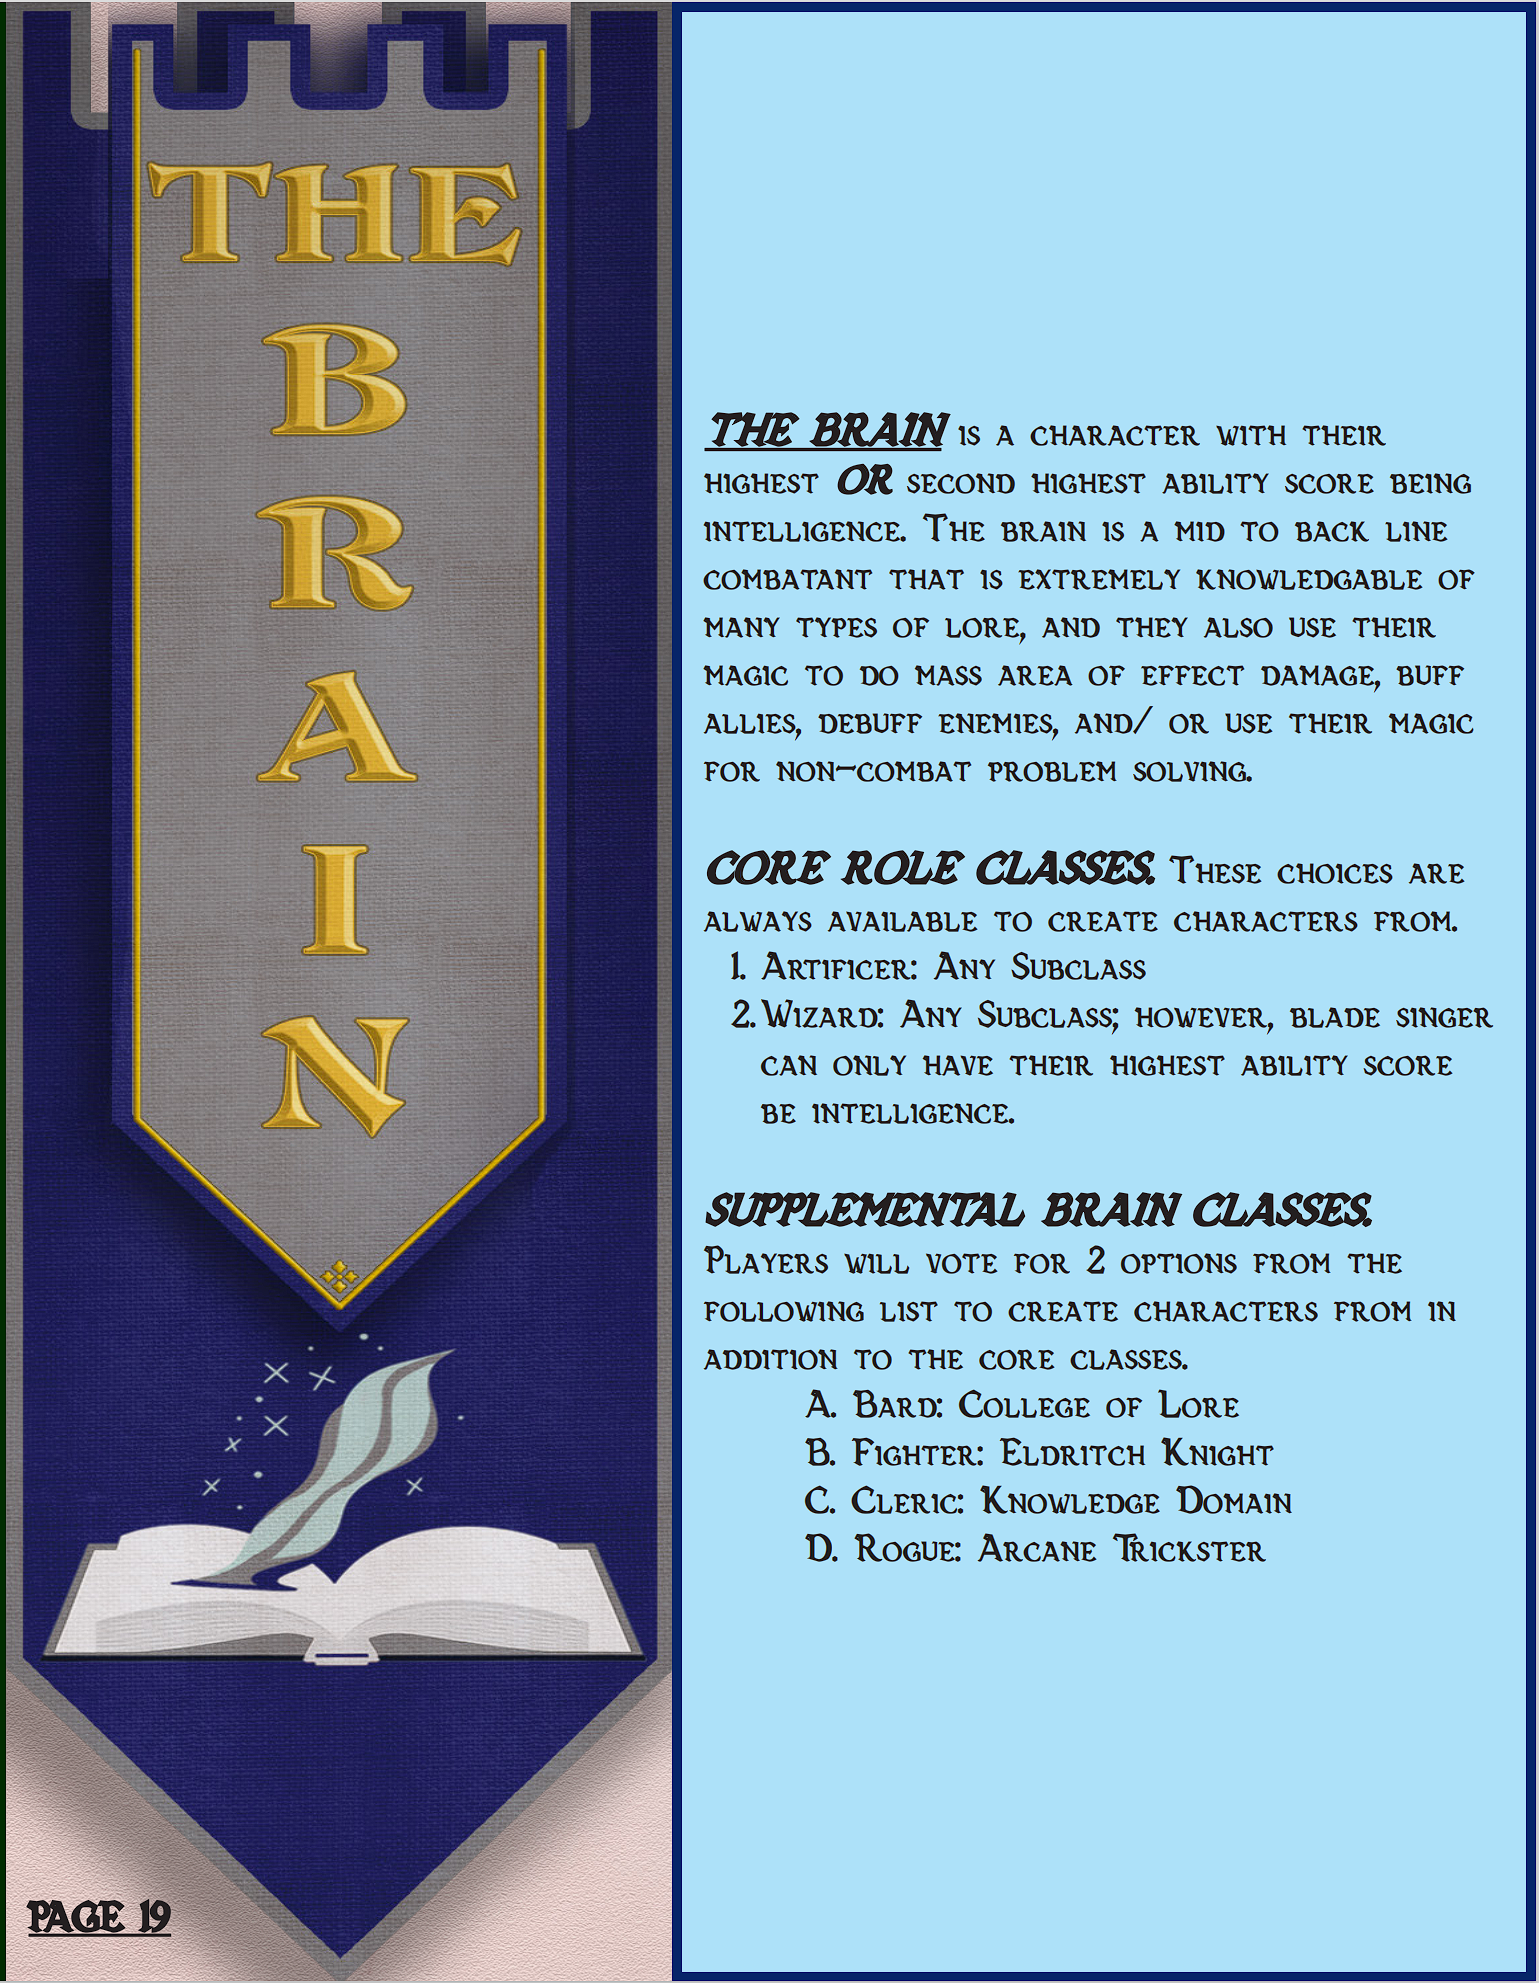 THE
B
R
A
I
N
THE BRAIN is a character with their
highest OR second highest ability score being
intelligence. The brain is a mid to back line
combatant that is extremely knowledgable of
many types of lore, and they also use their
magic to do mass area of effect damage, buff
allies, debuff enemies, and/ or use their magic
for non-combat problem solving.
CORE ROLE CLASSES. These choices are
always available to create characters from.
1. Artificer: Any Subclass
2. Wizard: Any Subclass; however, blade singer
can only have their highest ability score
be intelligence.
SUPPLEMENTAL BRAIN CLASSES.
Players will vote for 2 options from the
following list to create characters from in
addition to the core classes.
A. Bard: College of Lore
B. Fighter: Eldritch Knight
C. Cleric: Knowledge Domain
D. Rogue: Arcane Trickster
PAGE 19